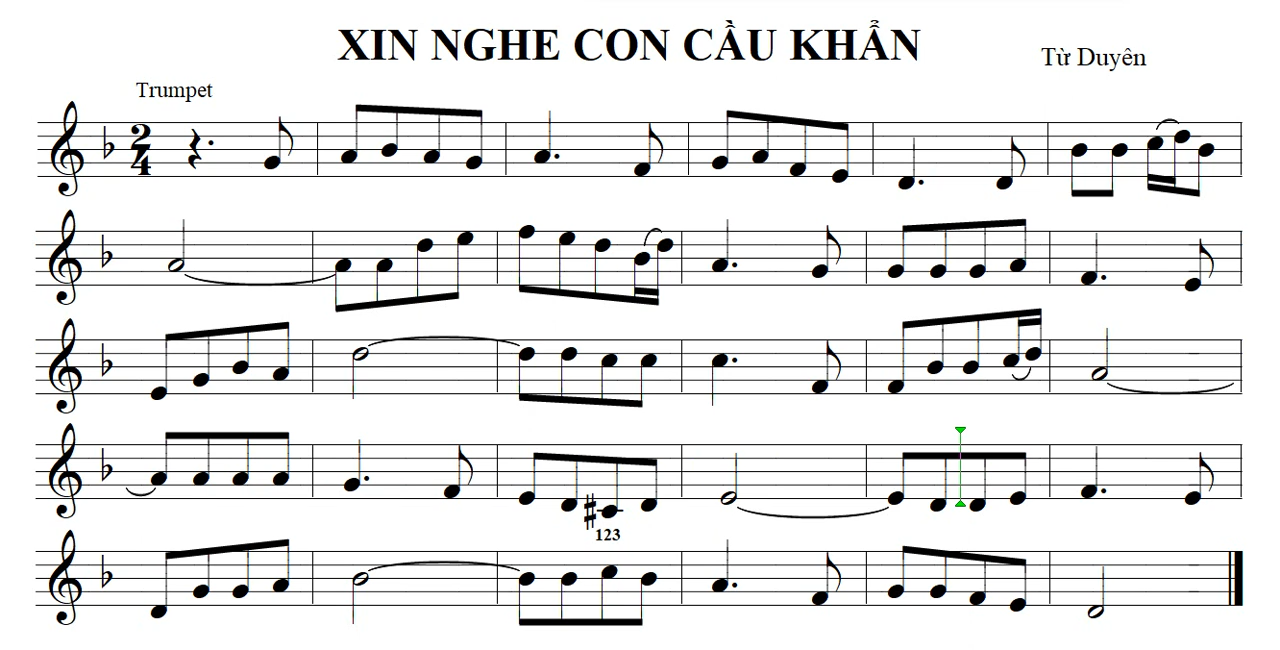 XIN NGHE CON CẦU KHẨN
Từ Duyên
Trumpet
2
4
123